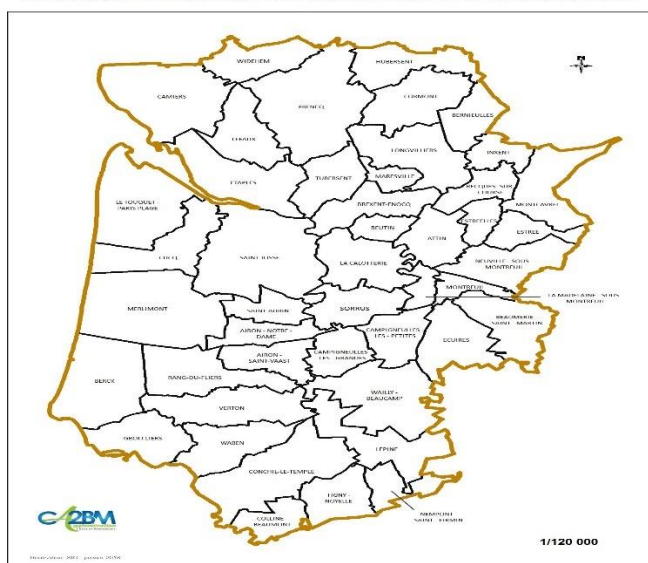 WIDEHEM
HUBERSENT
N
CAMIERS
FRENCQ
CORMONT
BERNIEULLES
LEFAUX
LONGVILLIERS
INXENT
ETAPLES
TUBERSENT
MARESVILLE
RECQUES - SUR
COURSE
MONTCAVREL
LE TOUQUET -
PARIS PLAGE
BREXENT-ENOCQ
BEUTIN
ATTIN
ESTREELLES
ESTREE
CUCQ
SAINT JOSSE
LA CALOTTERIE
NEUVILLE - SOUS
MONTREUIL
MONTREUIL
LA MADELAINE - SOUS
MONTREUIL
MERLIMONT
SAINT AUBIN
SORRUS
BEAUMERIE
SAINT - MARTIN
AIRON - NOTRE -
DAME
CAMPIGNEULLES
LES - PETITES
ECUIRES
AIRON -
SAINT-VAAST
CAMPIGNEULLES
LES - GRANDES
BERCK
RANG-DU-FLIERS
WAILLY -
BEAUCAMP
VERTON
GROFFLIERS
WABEN
LEPINE
CONCHIL-LE-TEMPLE
TIGNY -
NOYELLE
NEMPONT
SAINT - FIRMIN
COLLINE
BEAUMONT
CA2BM
1/120 000